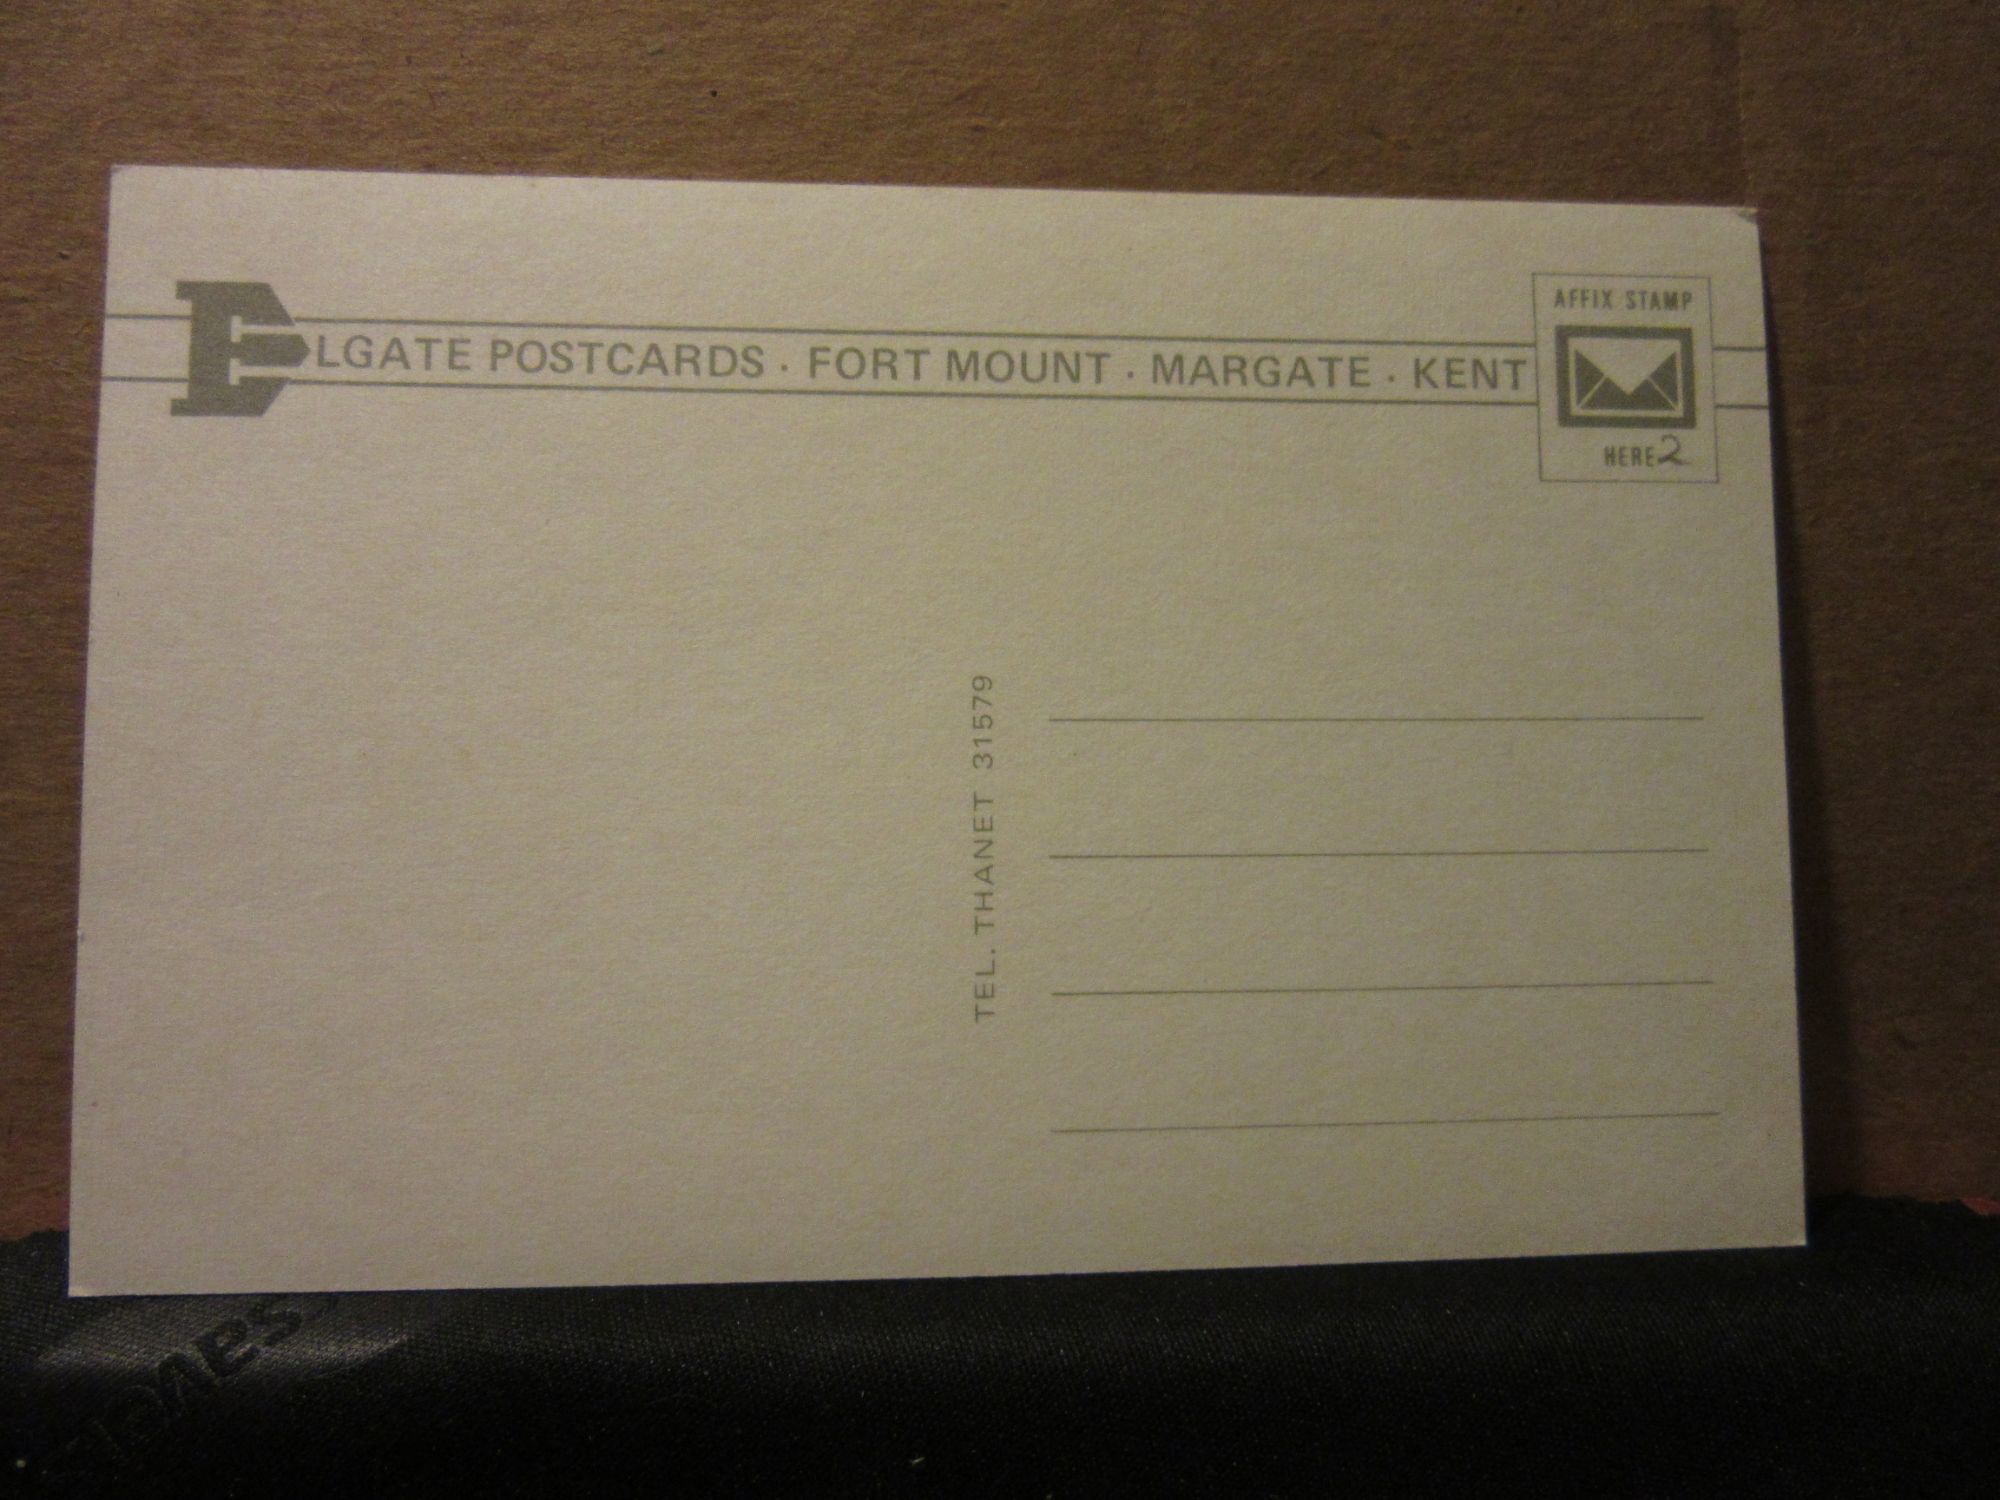 ELGATE POSTCARDS · FORT MOUNT · MARGATE · KENT
AFFIX STAMP
HERE 2
TEL. THANET 31579